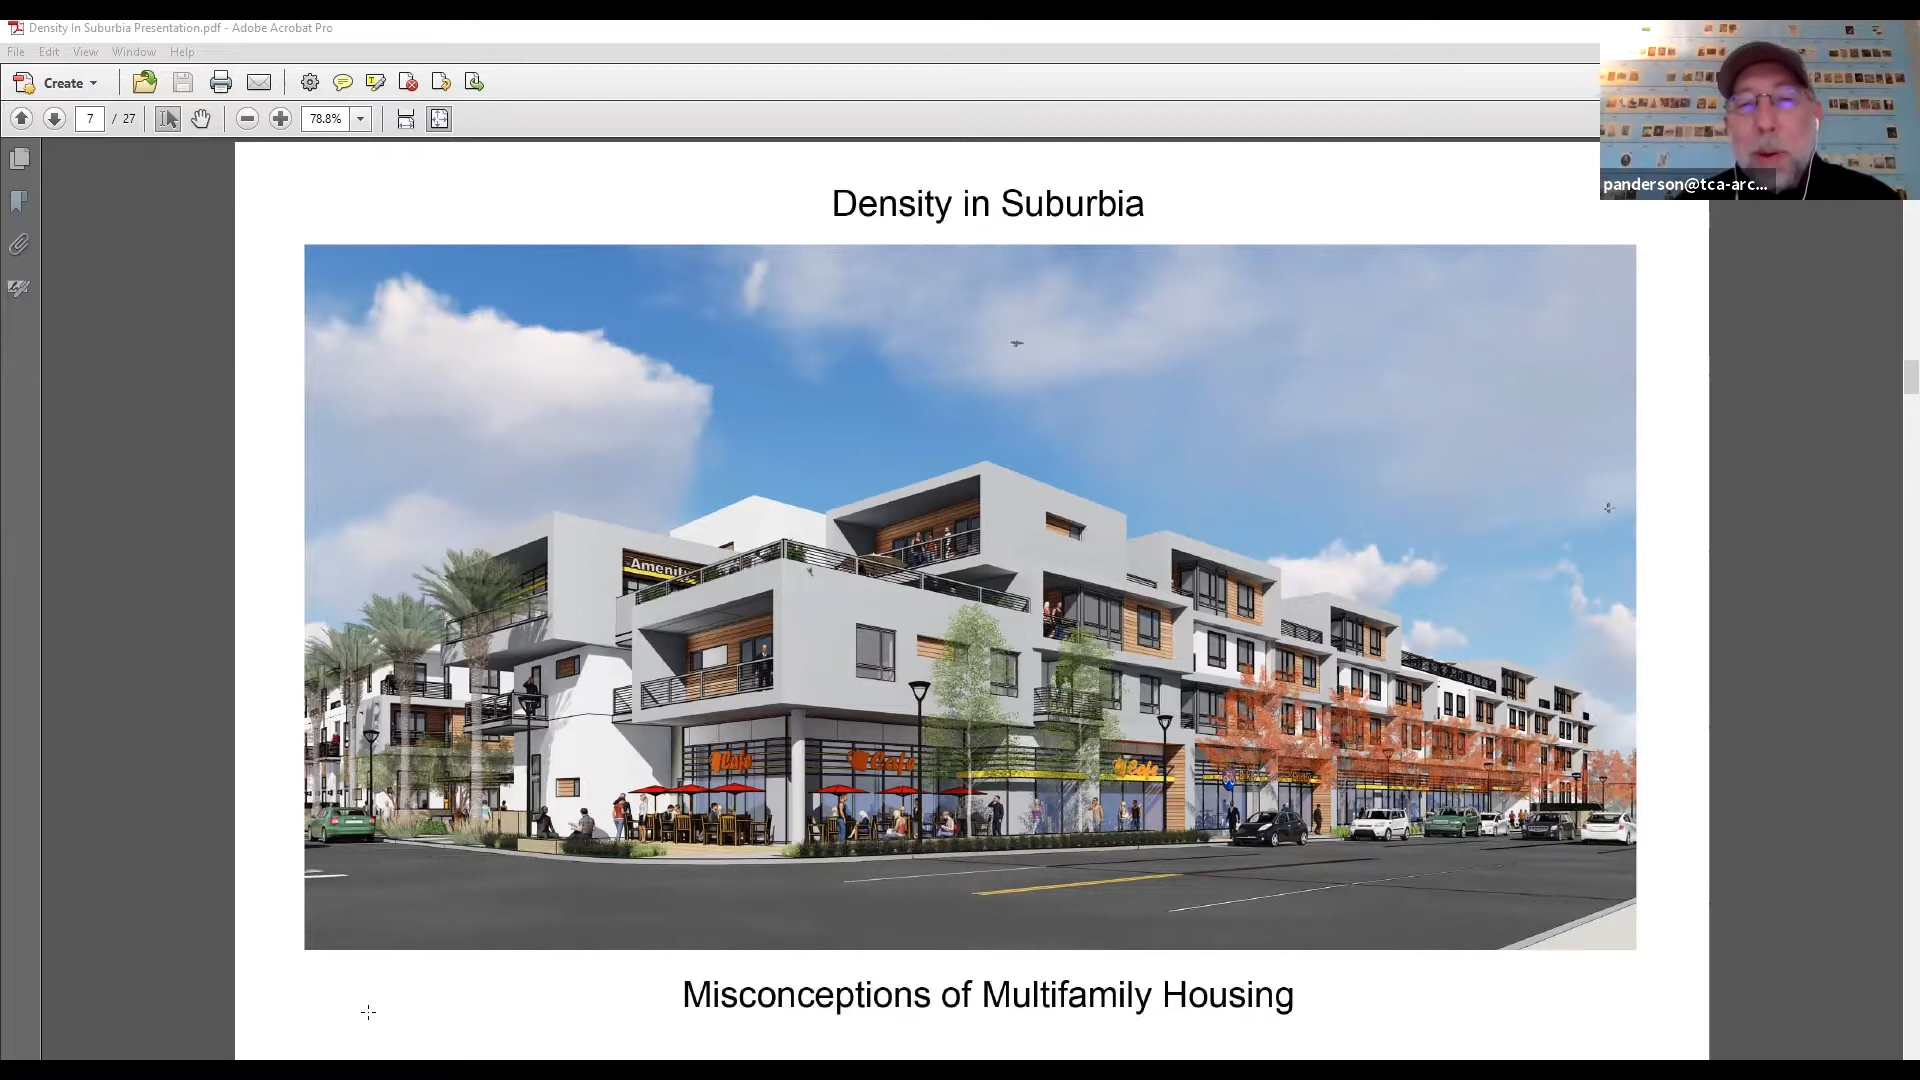 Density In Suburbia Presentation.pdf - Adobe Acrobat Pro
File Edit View Window Help
Create
7 / 27 78.8%
panderson@tca-arc...
Density in Suburbia
Amenity
Cafe Cafe Cafe
Misconceptions of Multifamily Housing